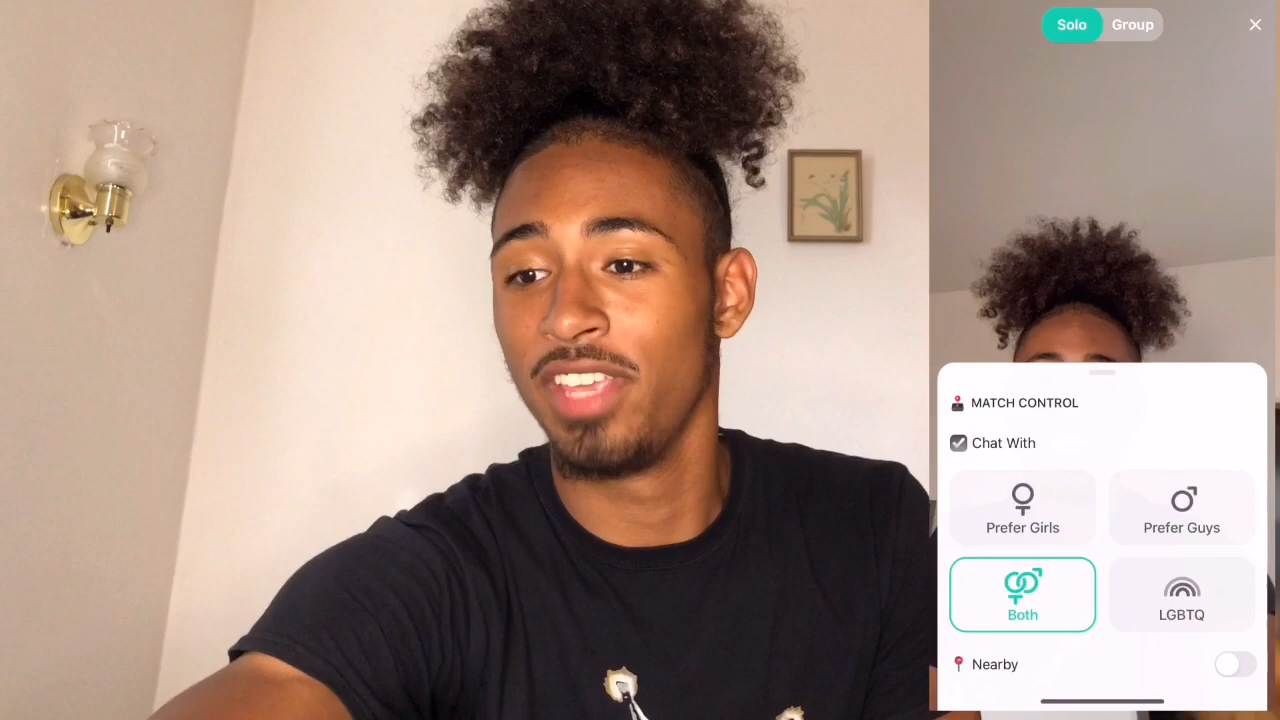 Solo Group
MATCH CONTROL
Chat With
Prefer Girls Prefer Guys
Both LGBTQ
Nearby